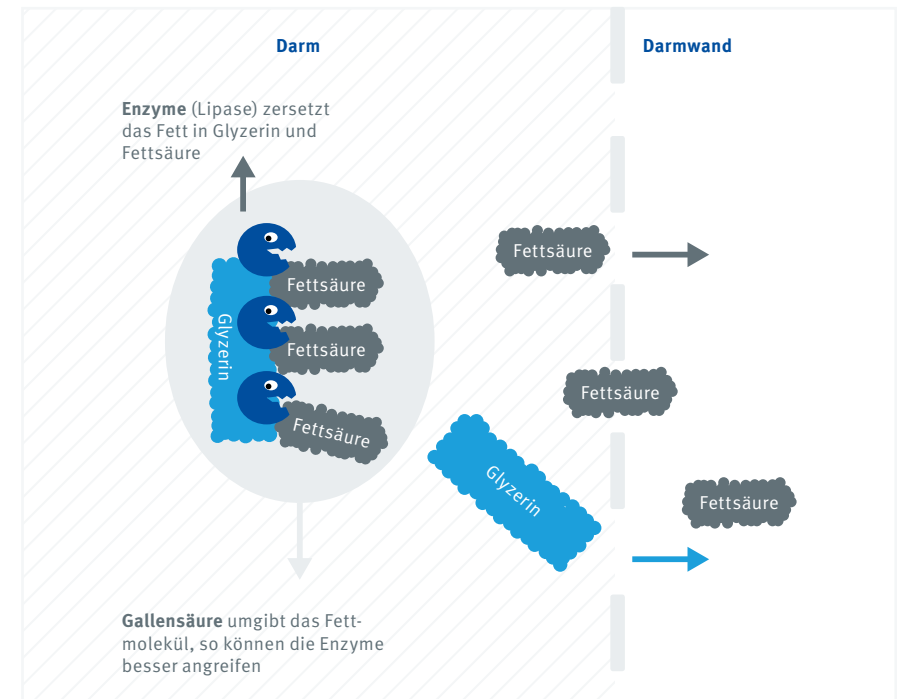 Darm
Darmwand
Enzyme (Lipase) zersetzt
das Fett in Glyzerin und
Fettsäure
Fettsäure
Fettsäure
Glyzerin
Fettsäure
Fettsäure
Fettsäure
Glyzerin
Fettsäure
Gallensäure umgibt das Fett-
molekül, so können die Enzyme
besser angreifen